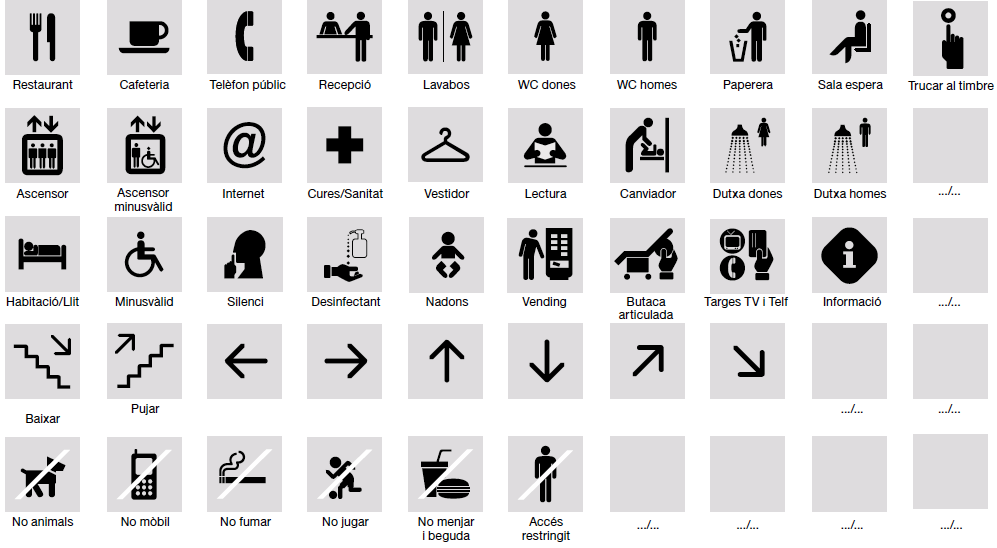 Restaurant
Cafeteria
Telèfon públic
Recepció
Lavabos
WC dones
WC homes
Paperera
Sala espera
Trucar al timbre
@
Ascensor
Ascensor
minusvàlid
Internet
Cures/Sanitat
Vestidor
Lectura
Canviador
Dutxa dones
Dutxa homes
.../...
i
Habitació/Llit
Minusvàlid
Silenci
Desinfectant
Nadons
Vending
Butaca
articulada
Targes TV i Telf
Informació
.../...
Baixar
Pujar
.../...
.../...
No animals
No mòbil
No fumar
No jugar
No menjar
i beguda
Accés
restringit
.../...
.../...
.../...
.../...